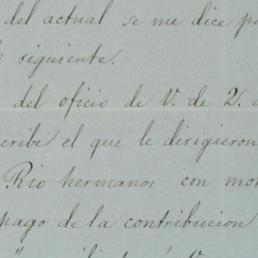 del actual se me dice po
siguiente.
del oficio de V. de 2.
cribe el que le dirigieron
Rio hermanos con mo
pago de la contribucion